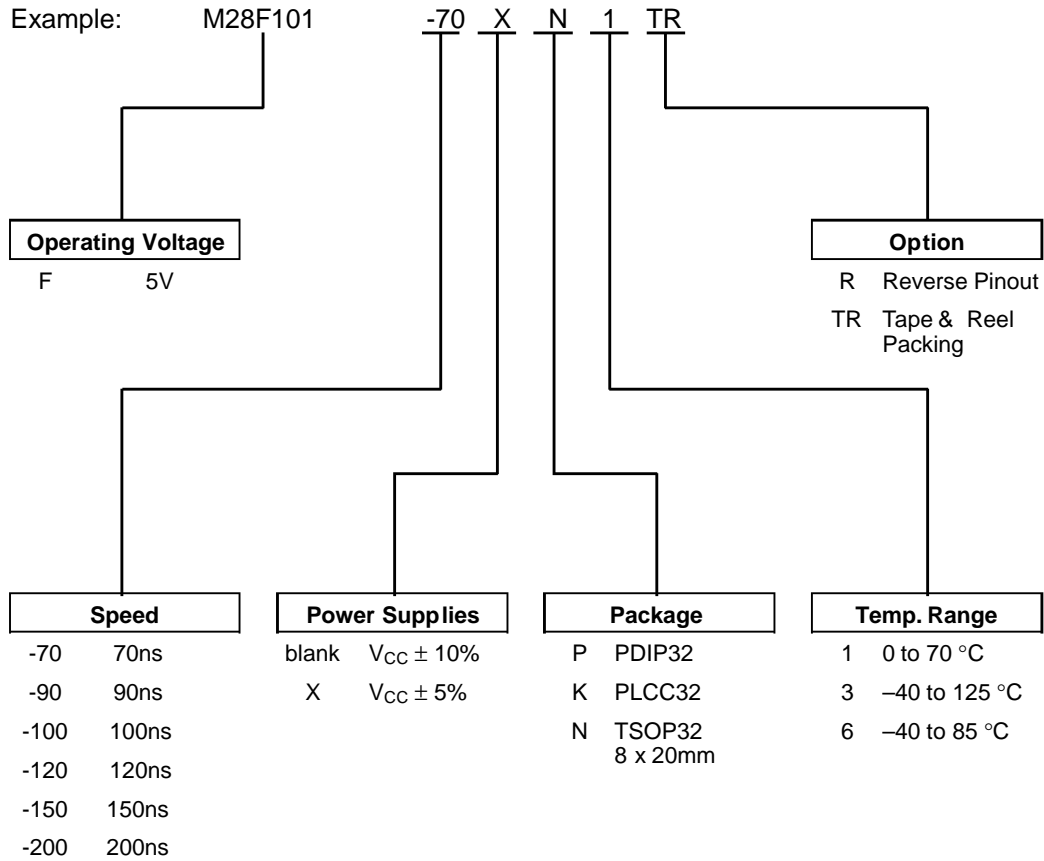 Example: M28F101 -70 X N 1 TR
Operating Voltage
F 5V
Option
R Reverse Pinout
TR Tape & Reel
Packing
Speed
-70 70ns
-90 90ns
-100 100ns
-120 120ns
-150 150ns
-200 200ns
Power Supplies
blank VCC ± 10%
X VCC ± 5%
Package
P PDIP32
K PLCC32
N TSOP32
8 x 20mm
Temp. Range
1 0 to 70 °C
3 –40 to 125 °C
6 –40 to 85 °C